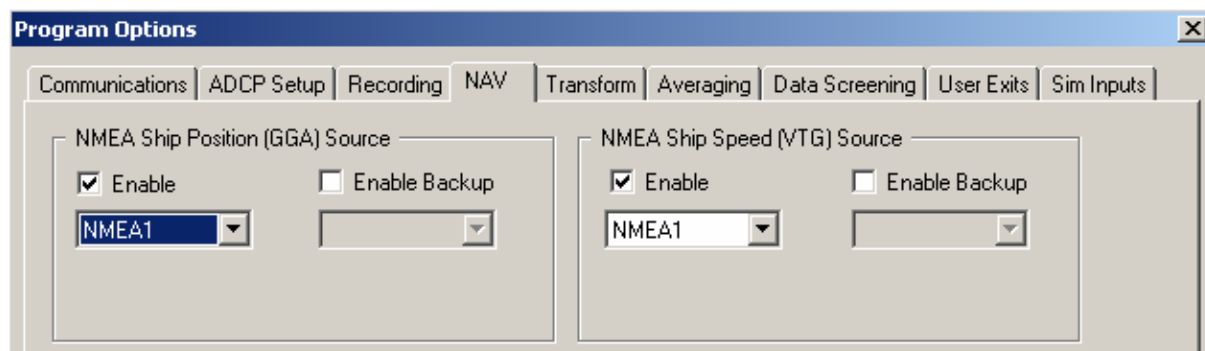 Program Options
Communications ADCP Setup Recording NAV Transform Averaging Data Screening User Exits Sim Inputs
NMEA Ship Position (GGA) Source NMEA Ship Speed (VTG) Source
Enable Enable Backup Enable Enable Backup
NMEA1 NMEA1